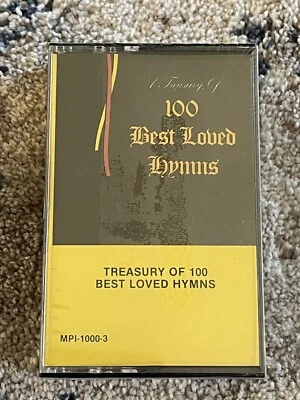 A Treasury Of
100
Best Loved
Hymns
TREASURY OF 100
BEST LOVED HYMNS
MPI-1000-3